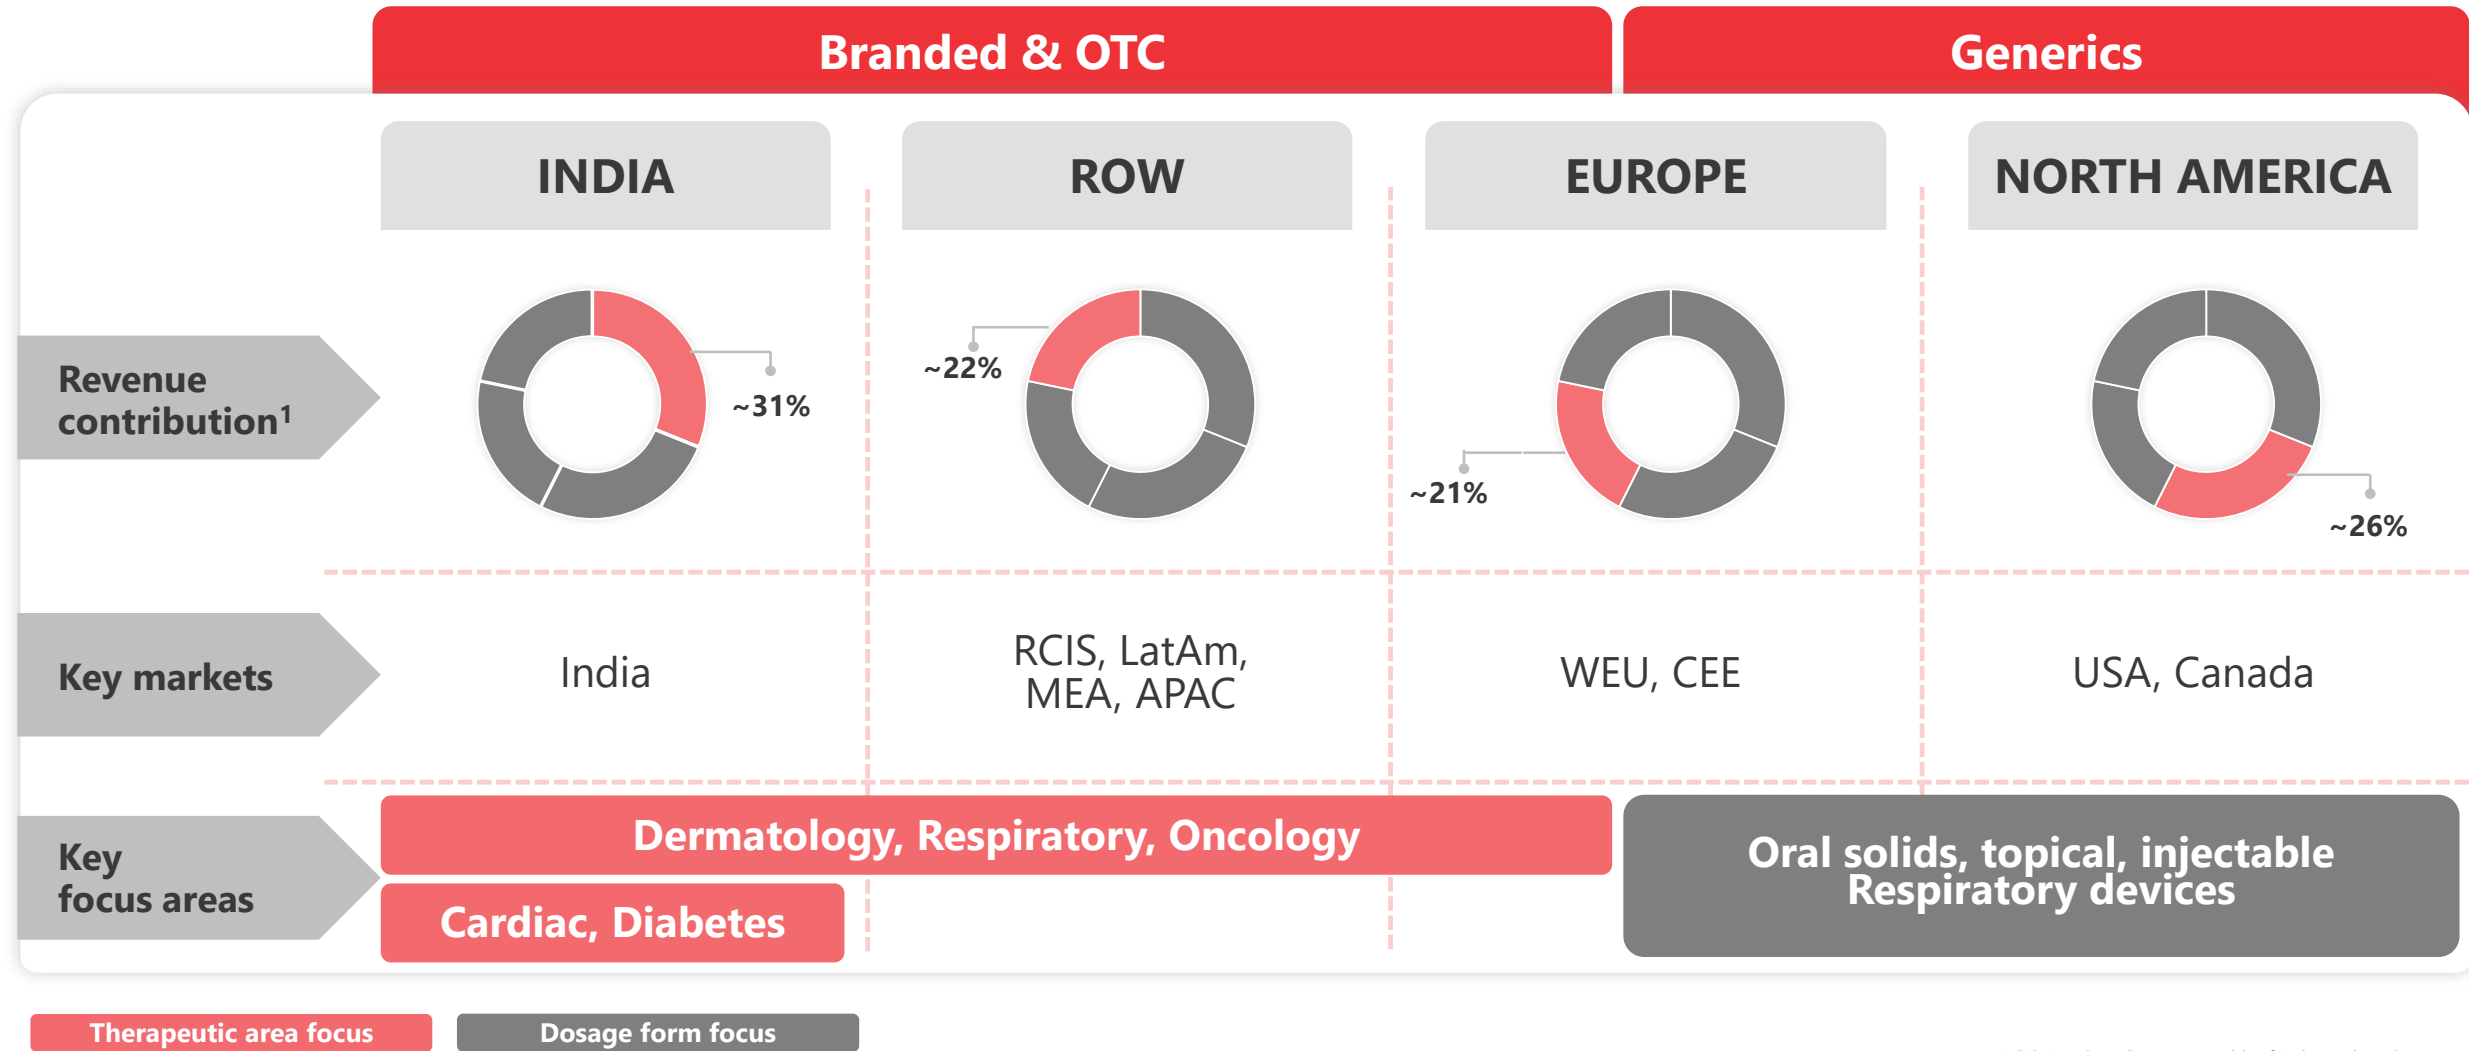 Branded & OTC
Generics
INDIA
ROW
EUROPE
NORTH AMERICA
Revenue
contribution¹
~31%
~22%
~21%
~26%
Key markets
India
RCIS, LatAm,
MEA, APAC
WEU, CEE
USA, Canada
Key
focus areas
Dermatology, Respiratory, Oncology
Cardiac, Diabetes
Oral solids, topical, injectable
Respiratory devices
Therapeutic area focus
Dosage form focus